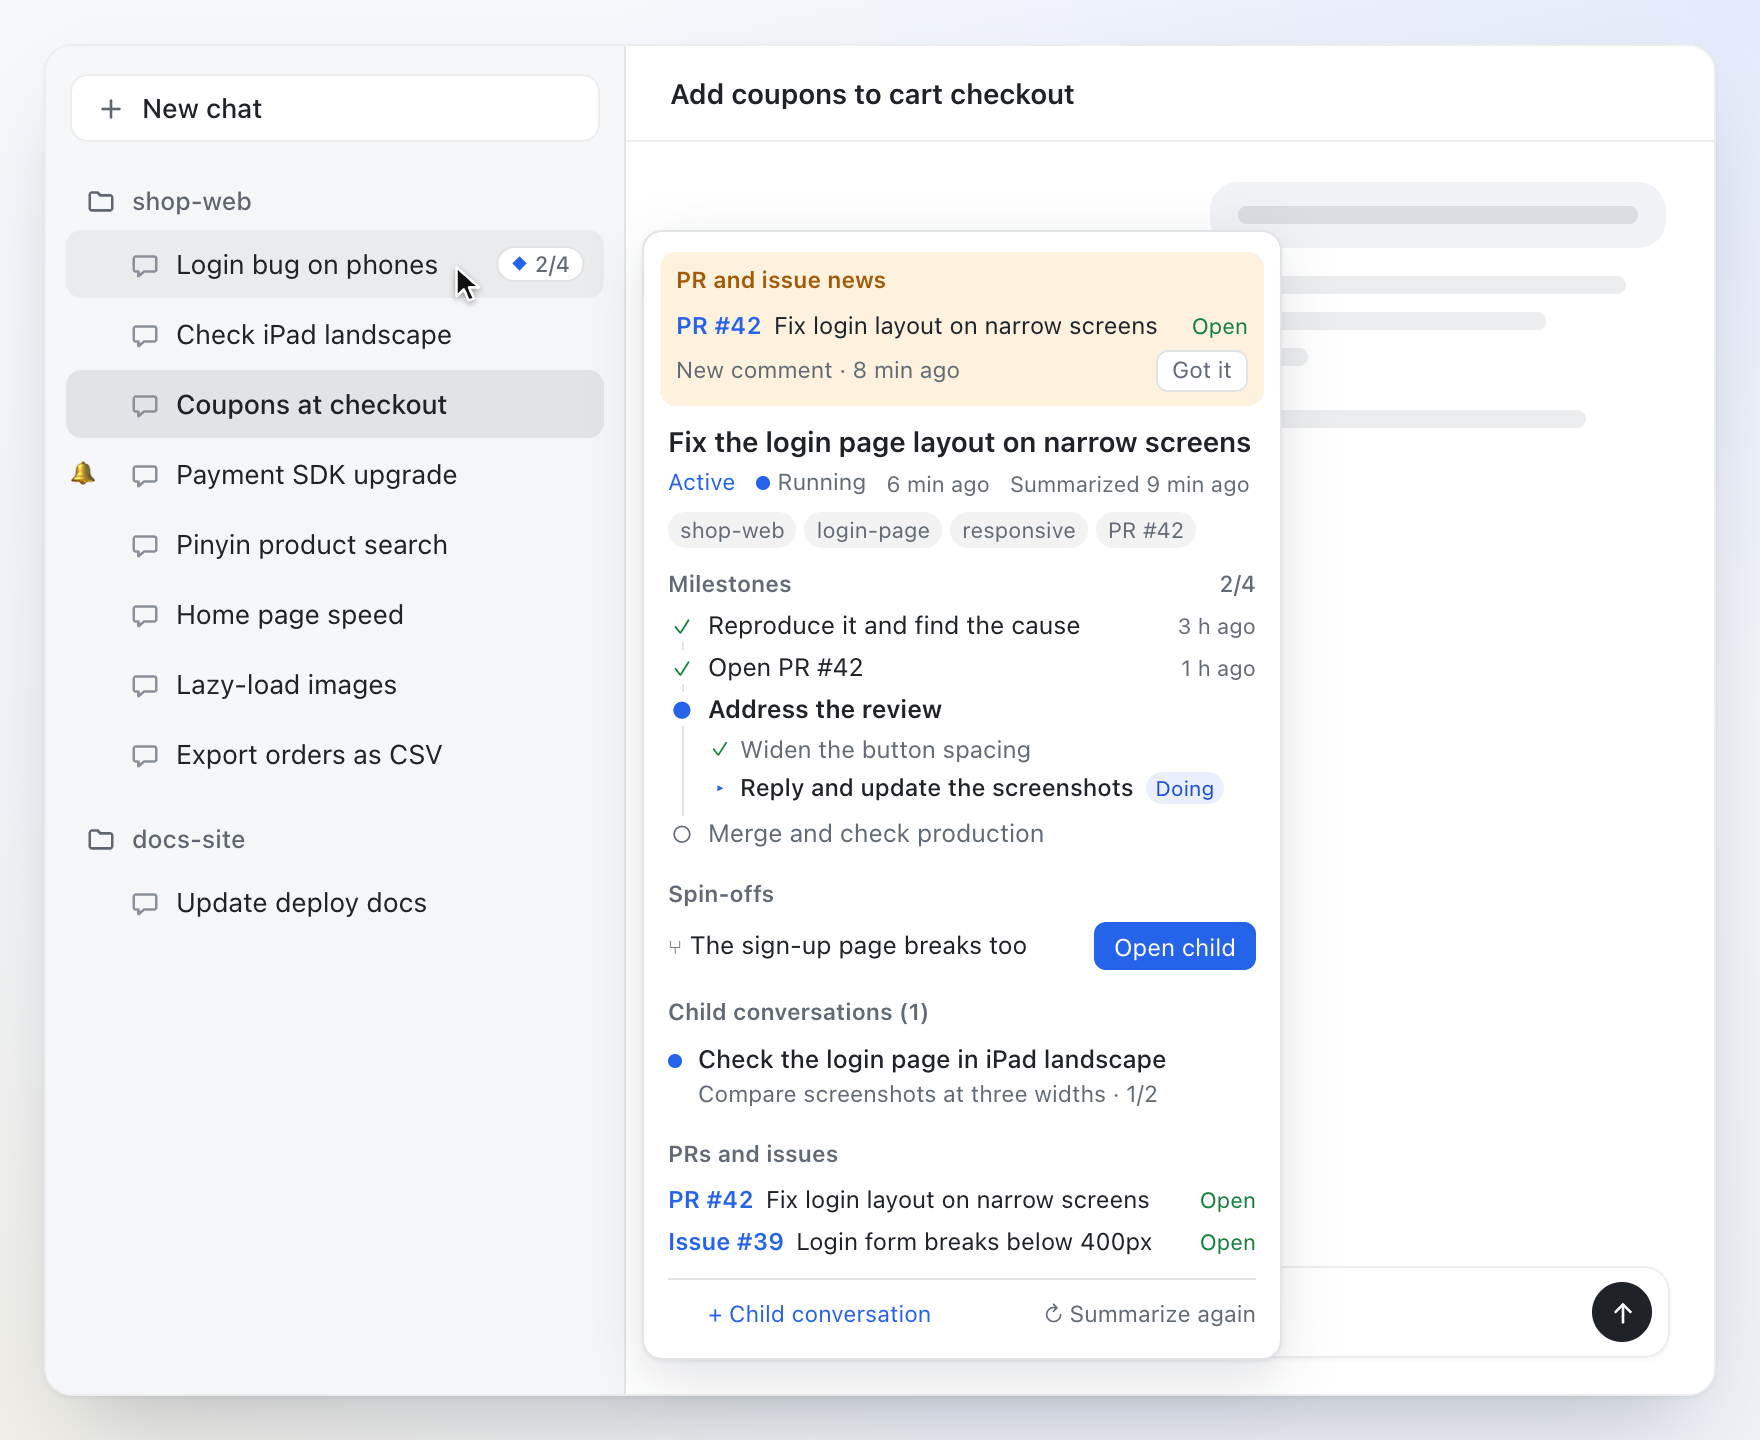 New chat
shop-web
Login bug on phones 2/4
Check iPad landscape
Coupons at checkout
Payment SDK upgrade
Pinyin product search
Home page speed
Lazy-load images
Export orders as CSV
docs-site
Update deploy docs
Add coupons to cart checkout
PR and issue news
PR #42 Fix login layout on narrow screens Open
New comment · 8 min ago Got it
Fix the login page layout on narrow screens
Active Running 6 min ago Summarized 9 min ago
shop-web login-page responsive PR #42
Milestones 2/4
Reproduce it and find the cause 3 h ago
Open PR #42 1 h ago
Address the review
Widen the button spacing
Reply and update the screenshots Doing
Merge and check production
Spin-offs
The sign-up page breaks too Open child
Child conversations (1)
Check the login page in iPad landscape
Compare screenshots at three widths · 1/2
PRs and issues
PR #42 Fix login layout on narrow screens Open
Issue #39 Login form breaks below 400px Open
+ Child conversation Summarize again